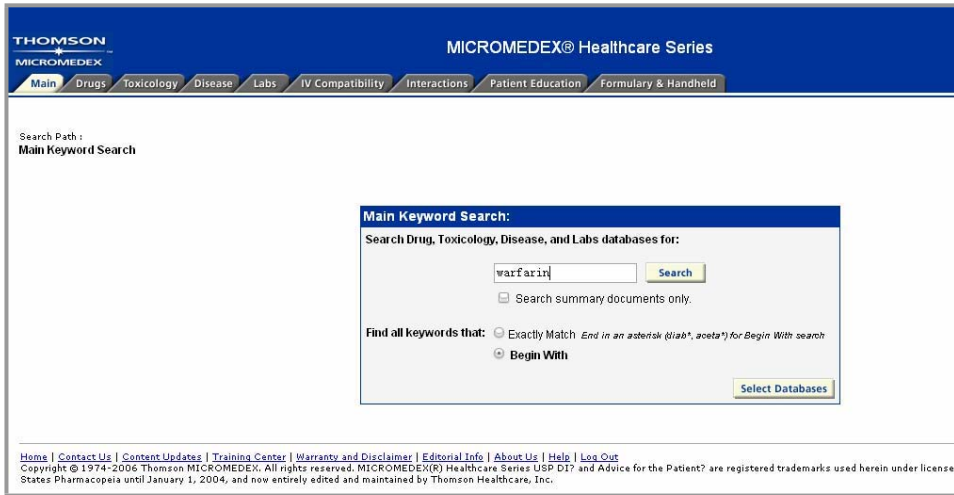 THOMSON
MICROMEDEX
MICROMEDEX® Healthcare Series
Main Drugs Toxicology Disease Labs IV Compatibility Interactions Patient Education Formulary & Handheld
Search Path :
Main Keyword Search
Main Keyword Search:
Search Drug, Toxicology, Disease, and Labs databases for:
warfarin Search
Search summary documents only.
Find all keywords that: Exactly Match End in an asterisk (diab*, aceta*) for Begin With search
Begin With
Select Databases
Home | Contact Us | Content Updates | Training Center | Warranty and Disclaimer | Editorial Info | About Us | Help | Log Out
Copyright © 1974-2006 Thomson MICROMEDEX. All rights reserved. MICROMEDEX(R) Healthcare Series USP DI? and Advice for the Patient? are registered trademarks used herein under license
States Pharmacopeia until January 1, 2004, and now entirely edited and maintained by Thomson Healthcare, Inc.